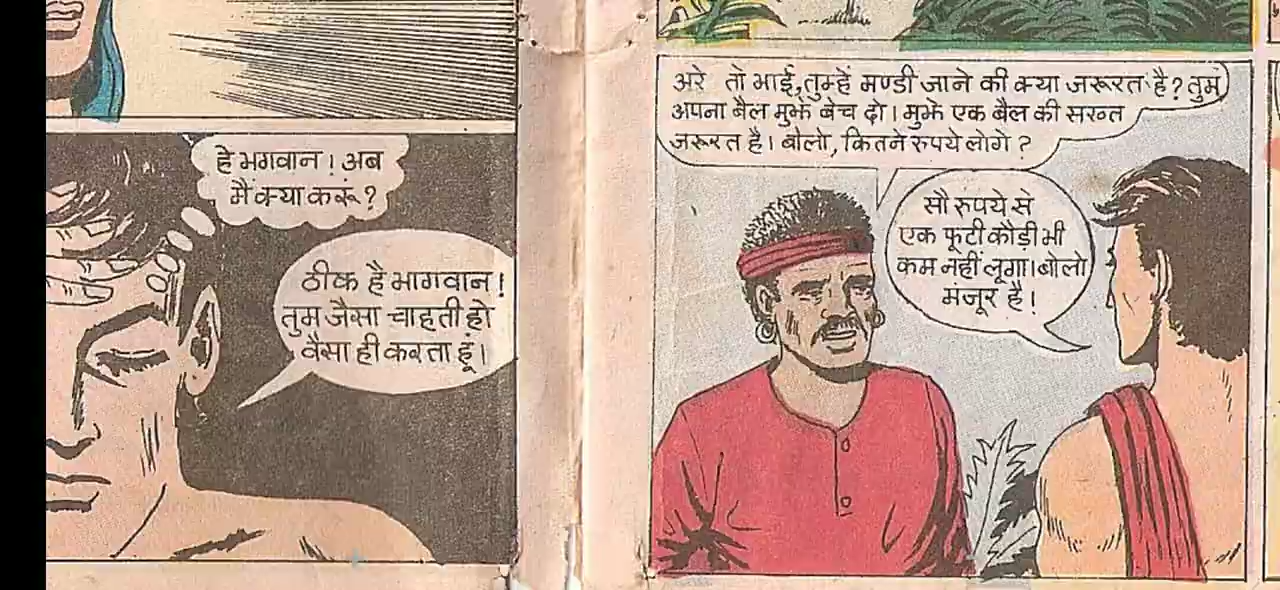 हे भगवान! अब
मैं क्या करूं?
ठीक है भागवान!
तुम जैसा चाहती हो
वैसा ही करता हूं।
अरे तो भाई, तुम्हें मण्डी जाने की क्या जरूरत है? तुम
अपना बैल मुझे बेच दो। मुझे एक बैल की सख्त
जरूरत है। बोलो, कितने रुपये लोगे?
सौ रुपये से
एक फूटी कौड़ी भी
कम नहीं लूगा। बोलो
मंजूर है!